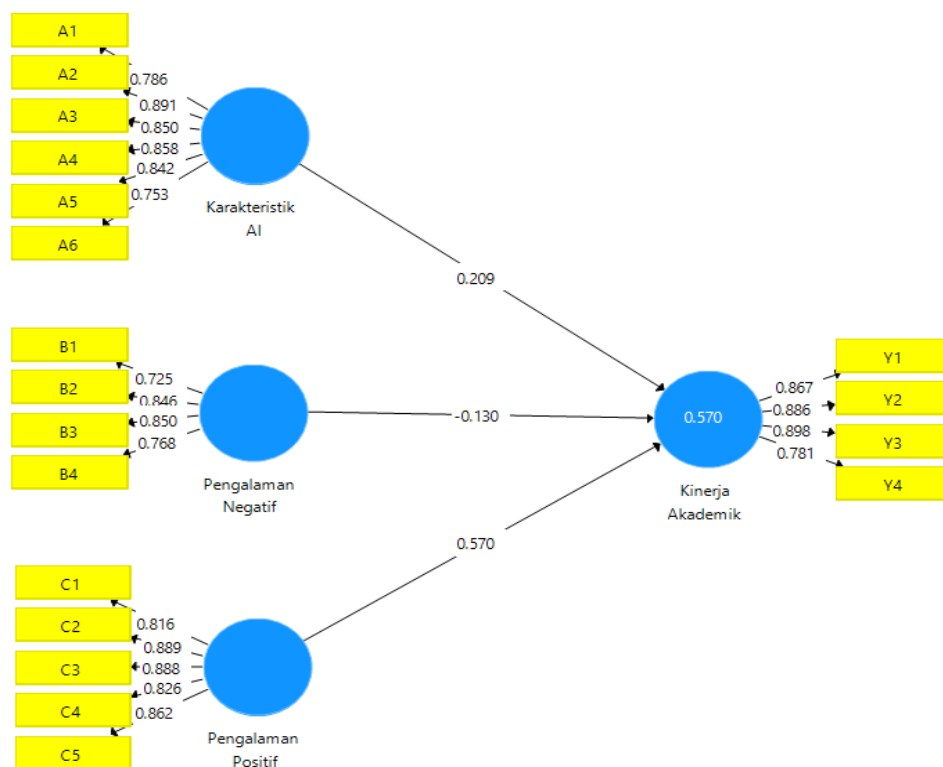 A1
A2
A3
A4
A5
A6
0.786
0.891
0.850
0.858
0.842
0.753
Karakteristik
AI
0.209
B1
B2
B3
B4
0.725
0.846
0.850
0.768
Pengalaman
Negatif
-0.130
C1
C2
C3
C4
C5
0.816
0.889
0.888
0.826
0.862
Pengalaman
Positif
0.570
0.570
Kinerja
Akademik
0.867
0.886
0.898
0.781
Y1
Y2
Y3
Y4